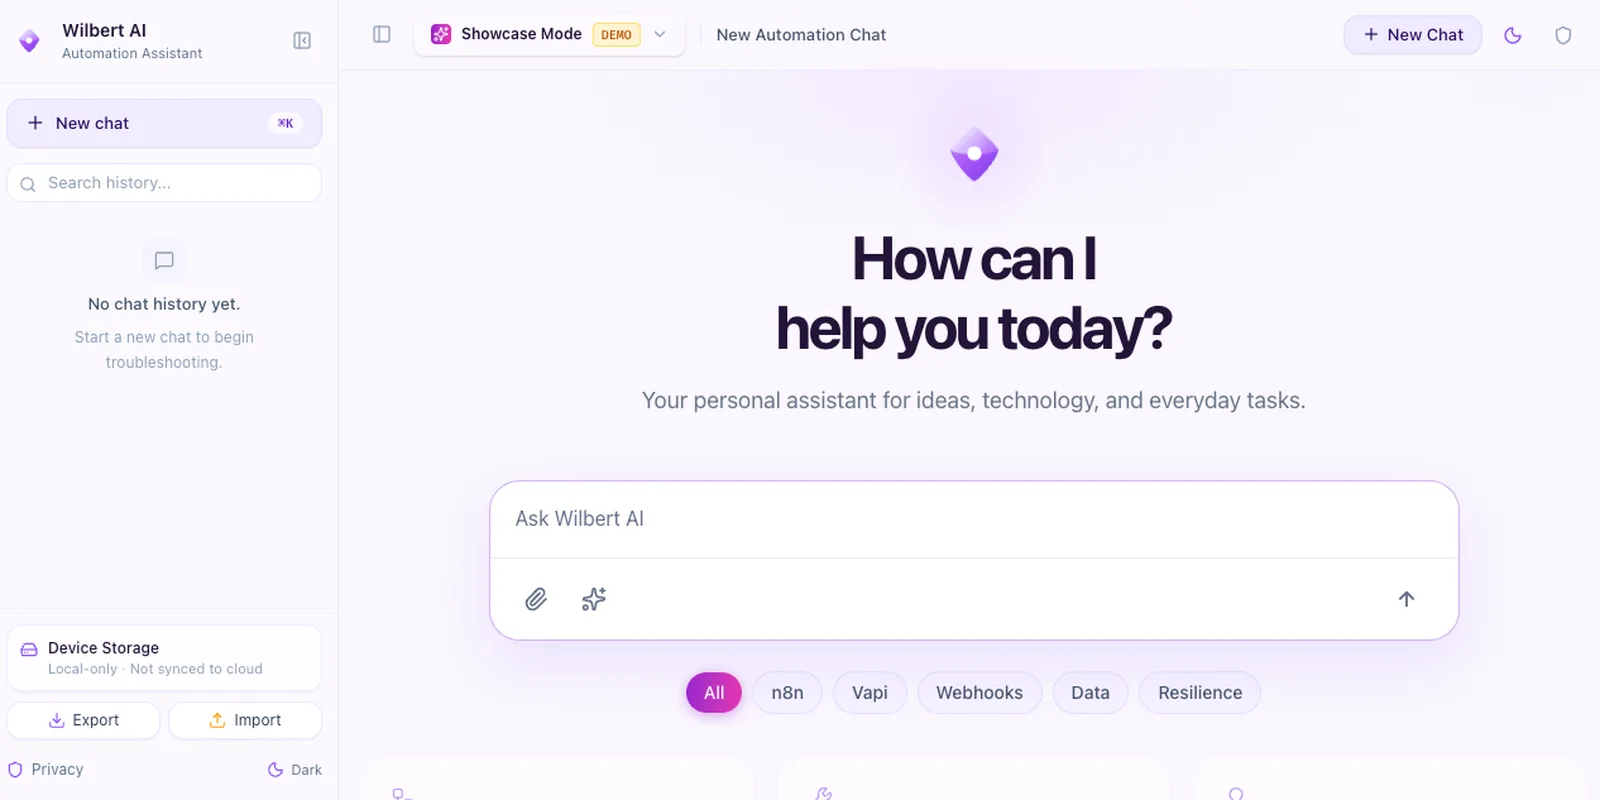 Wilbert AI
Automation Assistant
New chat
⌘K
Search history...
No chat history yet.
Start a new chat to begin
troubleshooting.
Device Storage
Local-only · Not synced to cloud
Export
Import
Privacy
Dark
Showcase Mode
DEMO
New Automation Chat
New Chat
How can I
help you today?
Your personal assistant for ideas, technology, and everyday tasks.
Ask Wilbert AI
All
n8n
Vapi
Webhooks
Data
Resilience